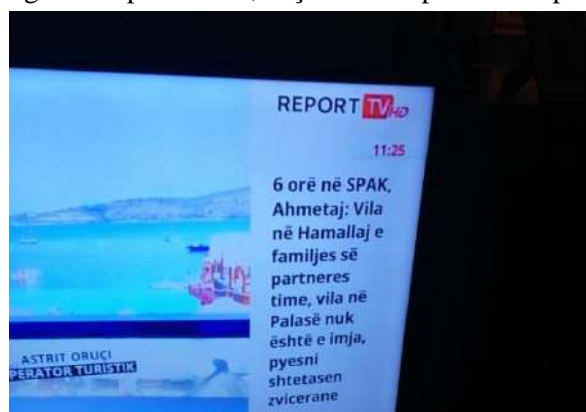 REPORT TV HD
11:25
6 orë në SPAK,
Ahmetaj: Vila
në Hamallaj e
familjes së
partneres
time, vila në
Palasë nuk
është e imja,
pyesni
shtetasen
zvicerane
ASTRIT ORUÇI
PERATOR TURISTIK